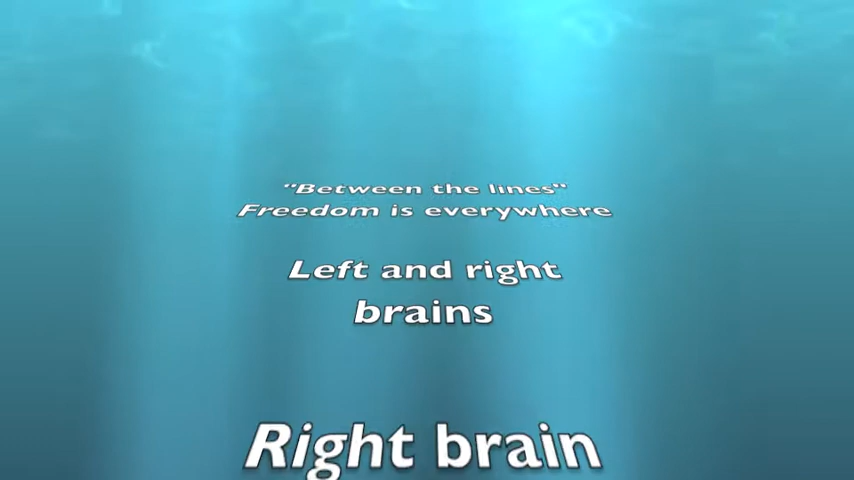 “Between the lines”
Freedom is everywhere
Left and right
brains
Right brain